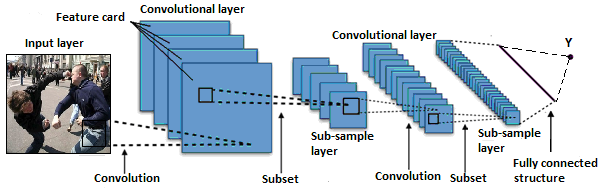 Feature card
Convolutional layer
Input layer
Convolutional layer
Y
Sub-sample
layer
Sub-sample
layer
Fully connected
structure
Convolution
Subset
Convolution
Subset